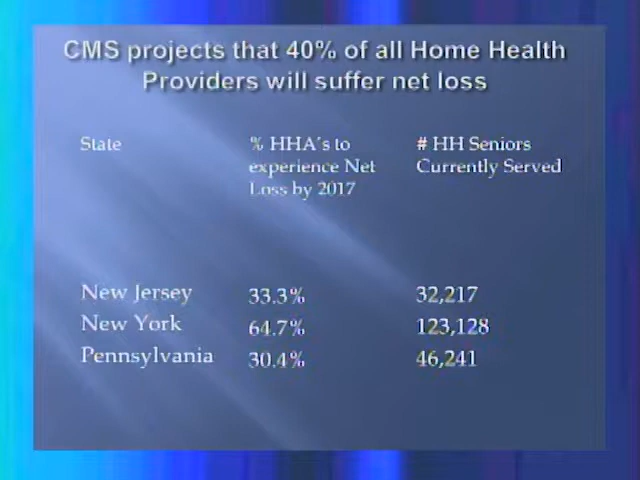 CMS projects that 40% of all Home Health
Providers will suffer net loss
State % HHA's to # HH Seniors
experience Net Currently Served
Loss by 2017
New Jersey 33.3% 32,217
New York 64.7% 123,128
Pennsylvania 30.4% 46,241